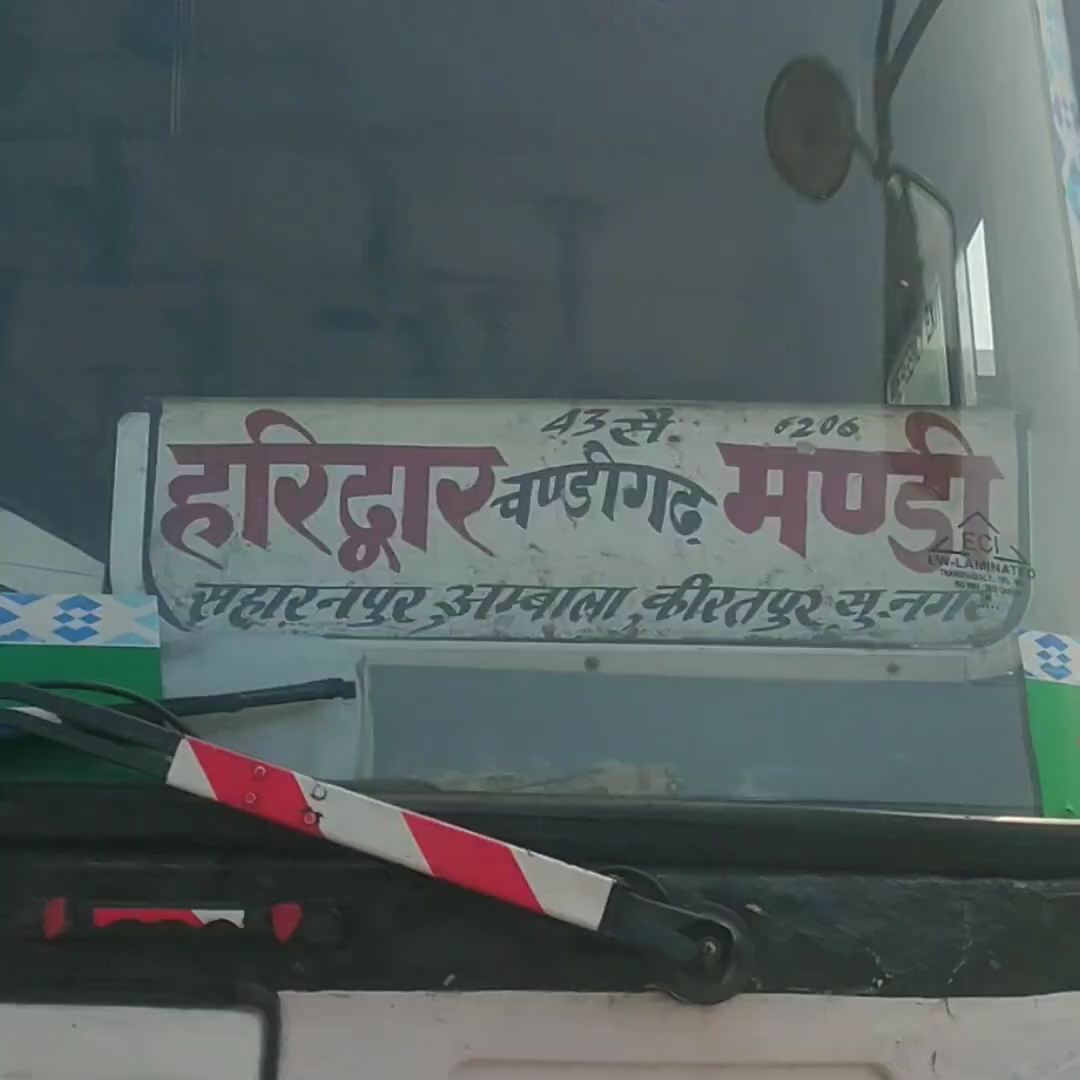 43 सै. 6206
हरिद्वार चण्डीगढ़ मण्डी
सहारनपुर, अम्बाला, कीरतपुर सु.नगर
ECI
LW-LAMINATED